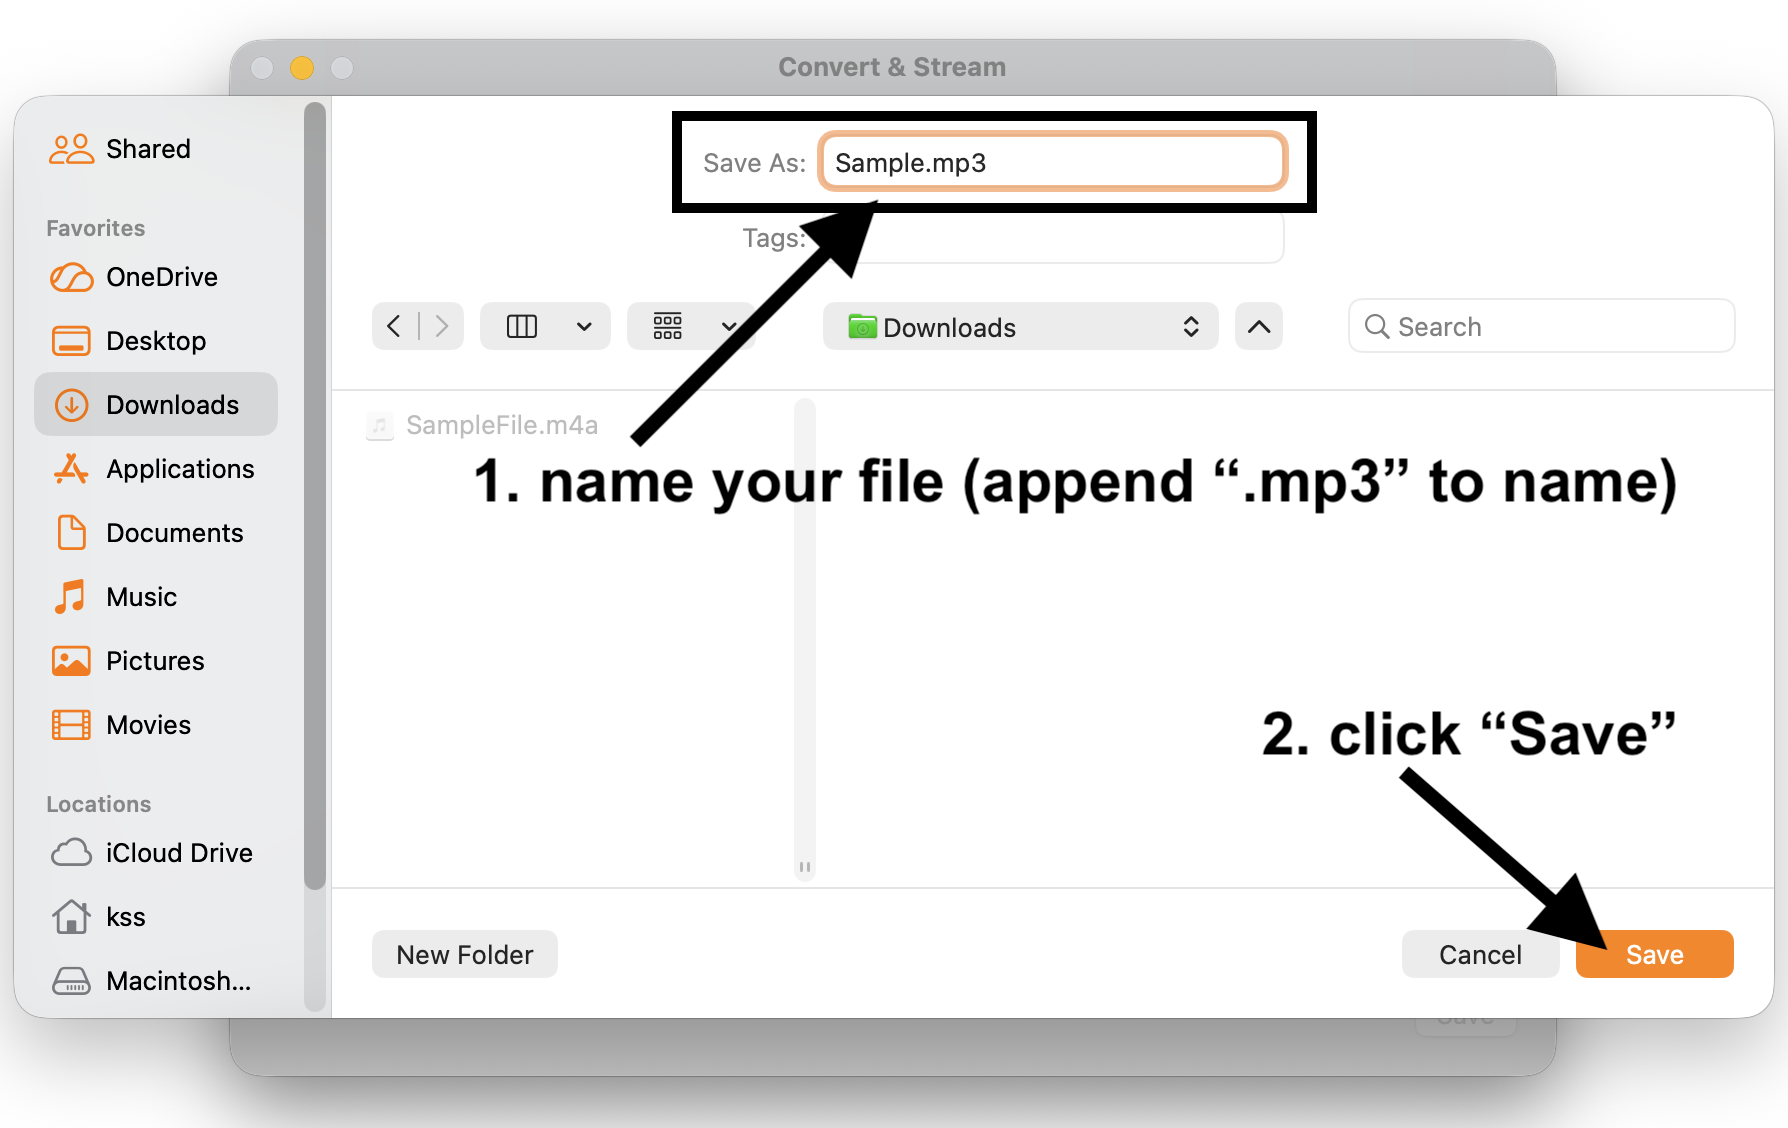 Convert & Stream
Shared
Favorites
OneDrive
Desktop
Downloads
Applications
Documents
Music
Pictures
Movies
Locations
iCloud Drive
kss
Macintosh...
Save As: Sample.mp3
Tags:
Downloads
Search
SampleFile.m4a
1. name your file (append “.mp3” to name)
2. click “Save”
New Folder
Cancel
Save
Save